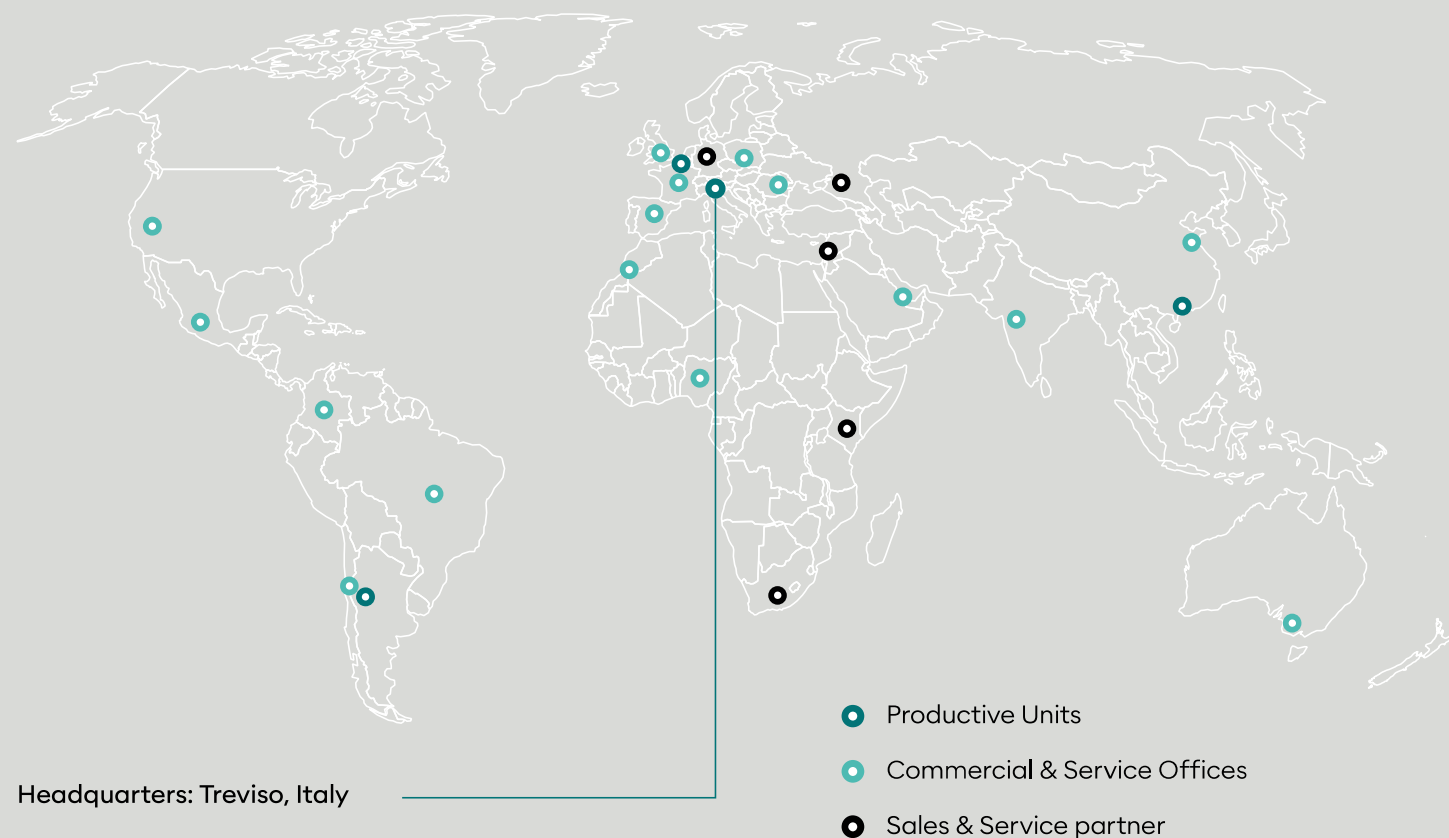 Productive Units
Commercial & Service Offices
Headquarters: Treviso, Italy
Sales & Service partner